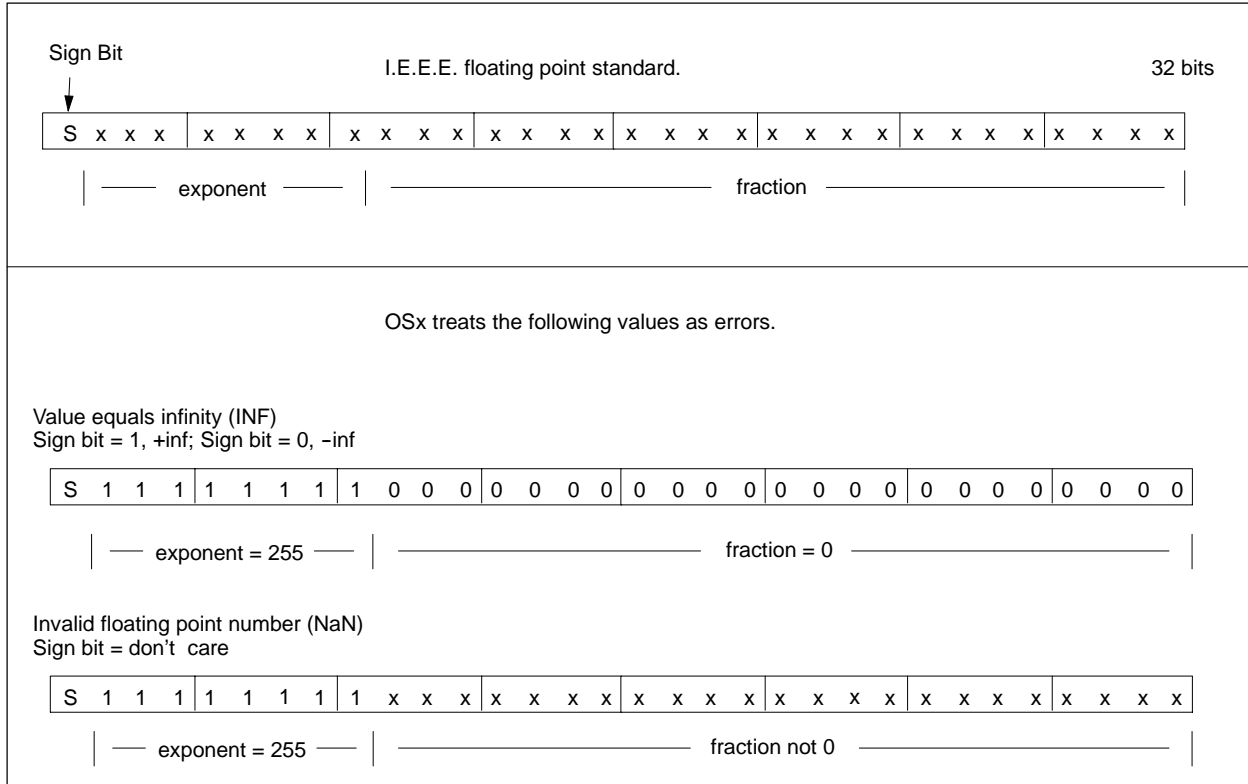 Sign Bit
I.E.E.E. floating point standard.
32 bits
S x x x x x x x x x x x x x x x x x x x x x x x x x x x x x x x
exponent
fraction
OSx treats the following values as errors.
Value equals infinity (INF)
Sign bit = 1, +inf; Sign bit = 0, -inf
S 1 1 1 1 1 1 1 1 0 0 0 0 0 0 0 0 0 0 0 0 0 0 0 0 0 0 0 0 0 0 0
exponent = 255
fraction = 0
Invalid floating point number (NaN)
Sign bit = don't care
S 1 1 1 1 1 1 1 1 x x x x x x x x x x x x x x x x x x x x x x x
exponent = 255
fraction not 0